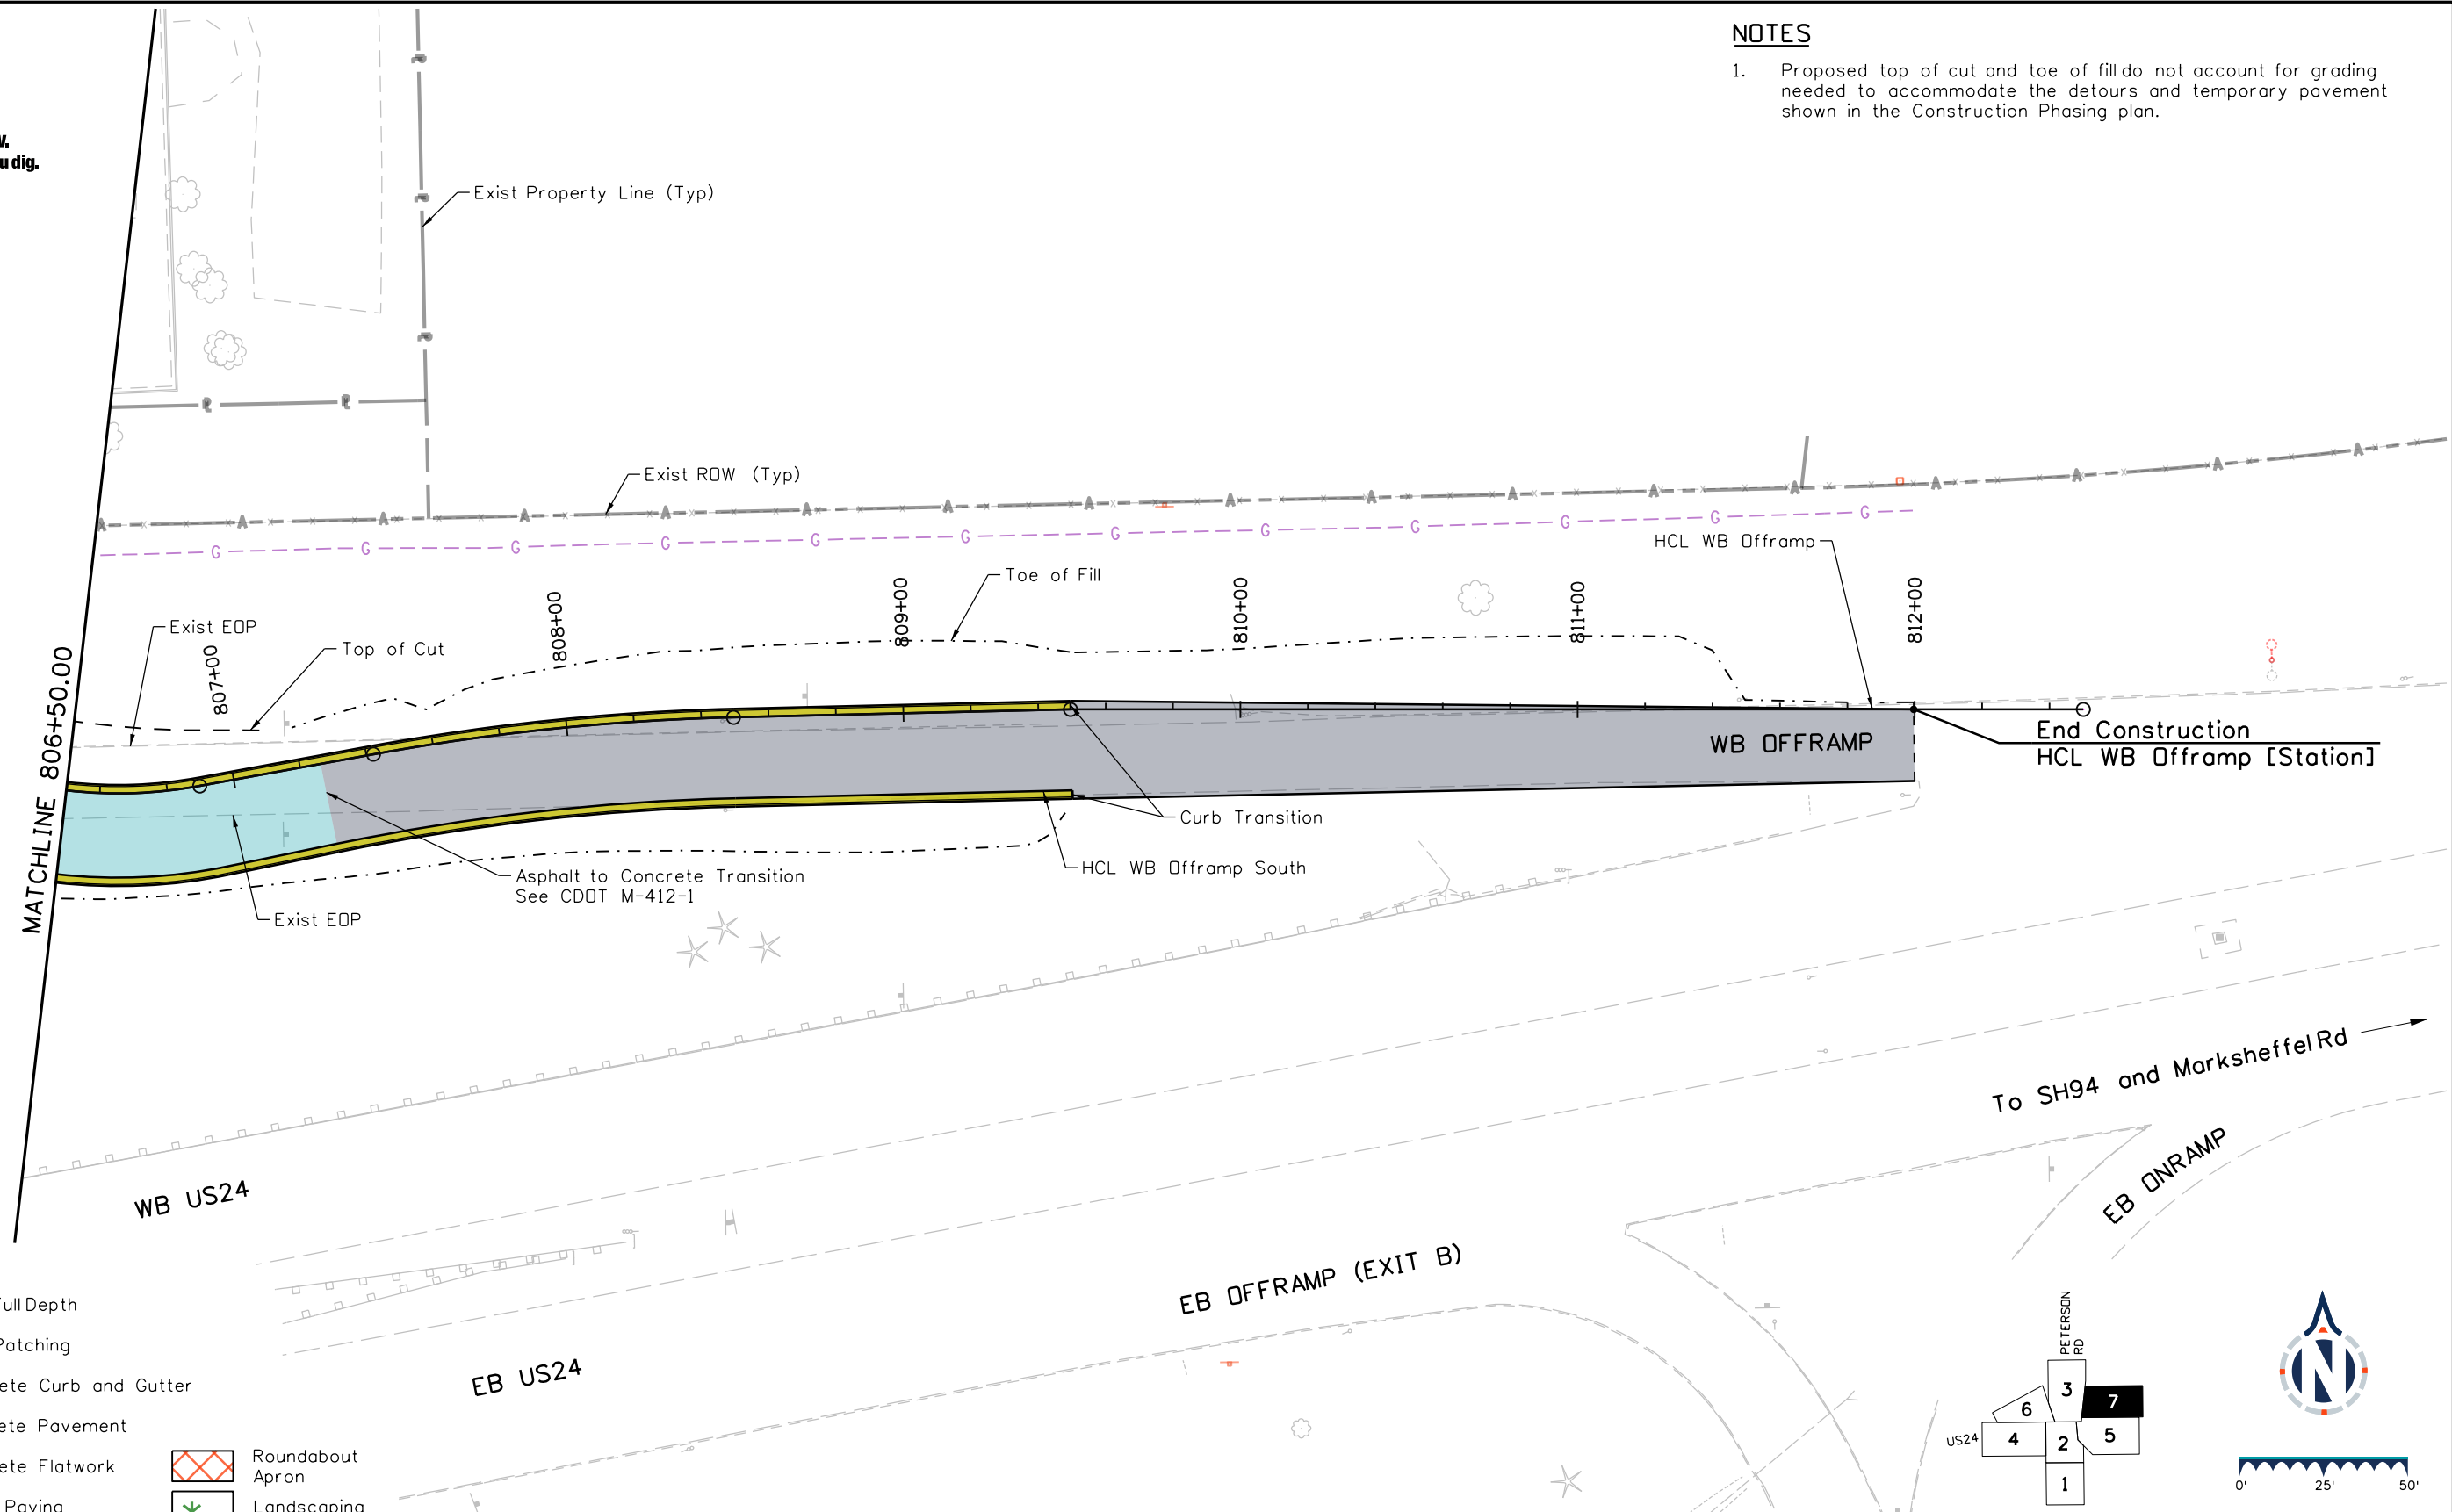 NOTES
1. Proposed top of cut and toe of fill do not account for grading
needed to accommodate the detours and temporary pavement
shown in the Construction Phasing plan.
u dig.
Exist Property Line (Typ)
Exist ROW (Typ)
A A A A A A A A A A A A A A A A A
G G G G G G G G G G G G
HCL WB Offramp
Toe of Fill
Exist EOP
Top of Cut
807+00
808+00
809+00
810+00
811+00
812+00
MATCHLINE 806+50.00
WB OFFRAMP
End Construction
HCL WB Offramp [Station]
Curb Transition
HCL WB Offramp South
Asphalt to Concrete Transition
See CDOT M-412-1
Exist EOP
To SH94 and Marksheffel Rd
EB ONRAMP
WB US24
EB OFFRAMP (EXIT B)
EB US24
ull Depth
Patching
ete Curb and Gutter
ete Pavement
ete Flatwork
Paving
Roundabout
Apron
Landscaping
PETERSON
RD
3
7
6
US24
4
2
5
1
N
0' 25' 50'